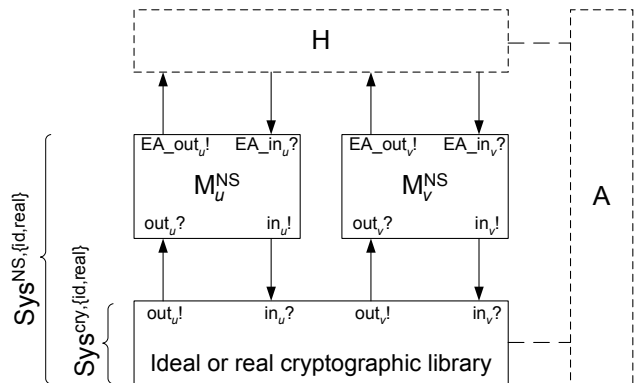 H
EA_out_u! EA_in_u? EA_out_v! EA_in_v?
M_u^NS M_v^NS
A
out_u? in_u! out_v? in_v!
Sys^NS,{id,real}
Sys^cry,{id,real}
out_u! in_u? out_v! in_v?
Ideal or real cryptographic library